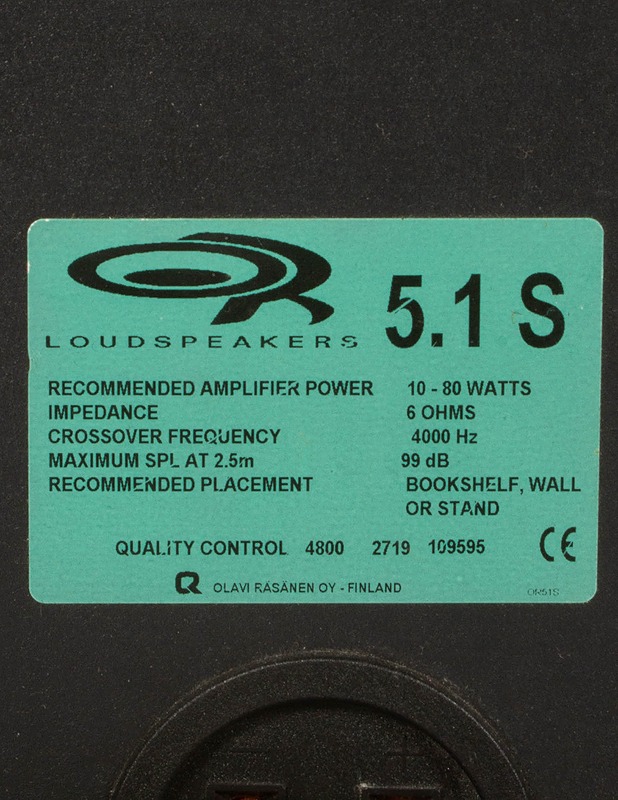 OR
LOUDSPEAKERS
5.1 S
RECOMMENDED AMPLIFIER POWER 10 - 80 WATTS
IMPEDANCE 6 OHMS
CROSSOVER FREQUENCY 4000 Hz
MAXIMUM SPL AT 2.5m 99 dB
RECOMMENDED PLACEMENT BOOKSHELF, WALL
OR STAND
QUALITY CONTROL 4800 2719 109595
CE
OLAVI RÄSÄNEN OY - FINLAND
OR51S